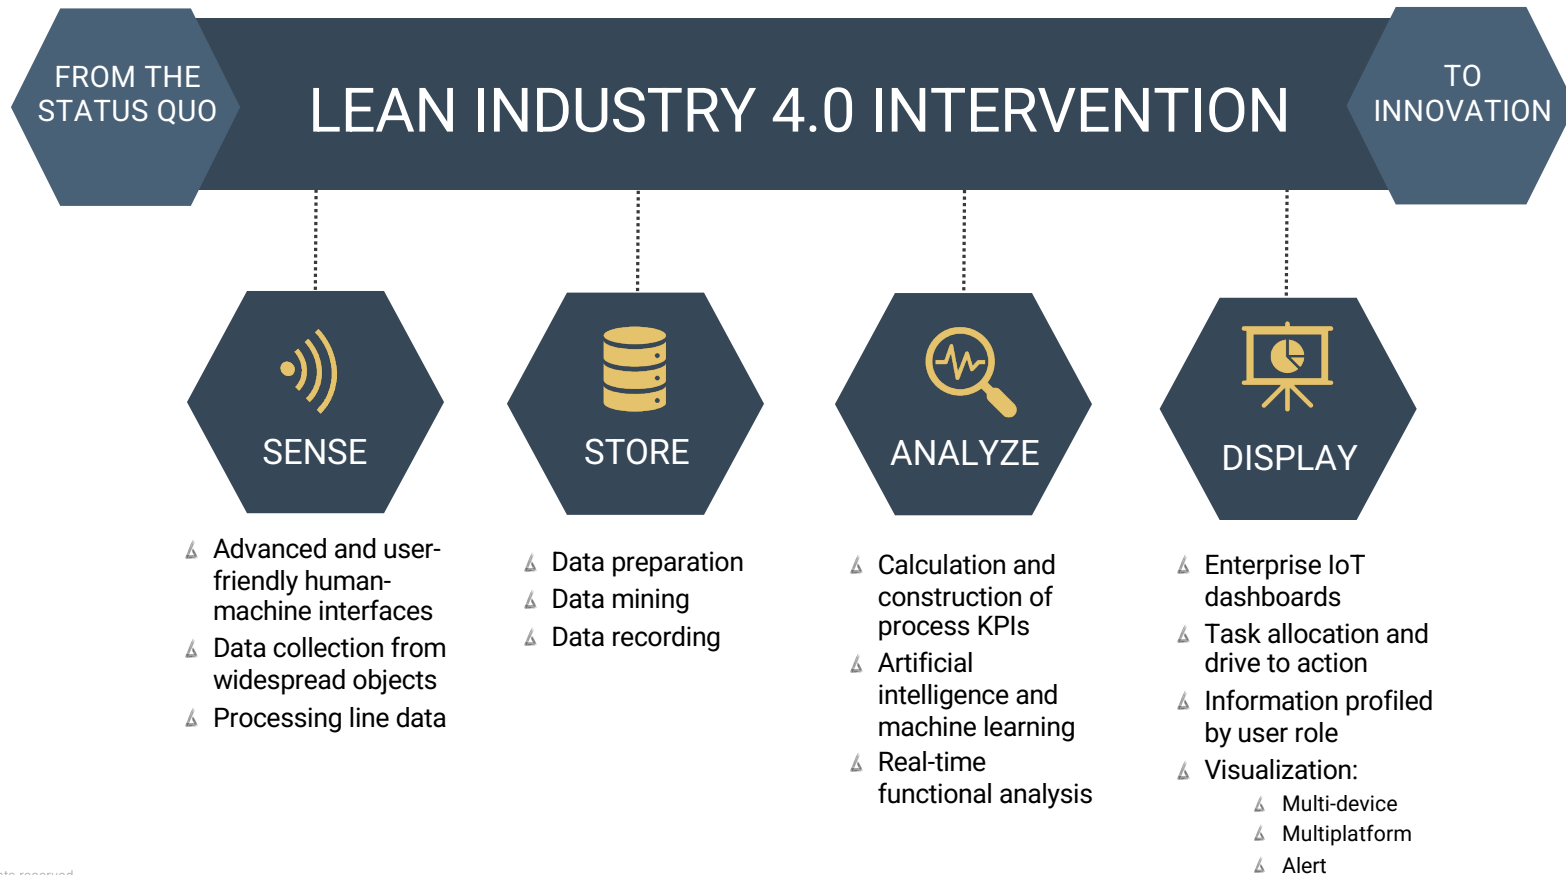 FROM THE
STATUS QUO
LEAN INDUSTRY 4.0 INTERVENTION
TO
INNOVATION
SENSE
Advanced and user-
friendly human-
machine interfaces
Data collection from
widespread objects
Processing line data
STORE
Data preparation
Data mining
Data recording
ANALYZE
Calculation and
construction of
process KPIs
Artificial
intelligence and
machine learning
Real-time
functional analysis
DISPLAY
Enterprise IoT
dashboards
Task allocation and
drive to action
Information profiled
by user role
Visualization:
Multi-device
Multiplatform
Alert